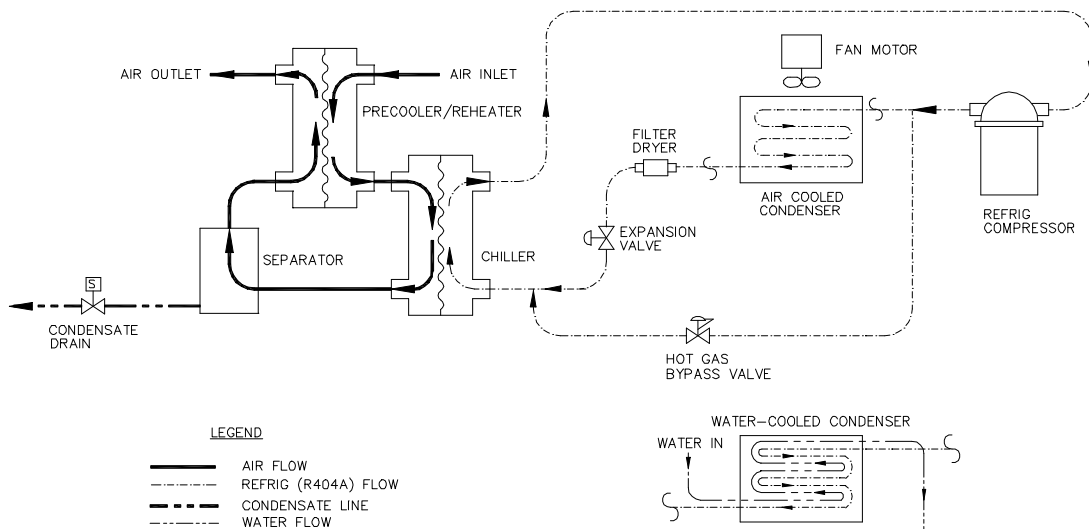 FAN MOTOR
AIR OUTLET
AIR INLET
PRECOOLER/REHEATER
FILTER
DRYER
AIR COOLED
CONDENSER
REFRIG
COMPRESSOR
EXPANSION
VALVE
SEPARATOR
CHILLER
S
CONDENSATE
DRAIN
HOT GAS
BYPASS VALVE
WATER-COOLED CONDENSER
WATER IN
LEGEND
AIR FLOW
REFRIG (R404A) FLOW
CONDENSATE LINE
WATER FLOW